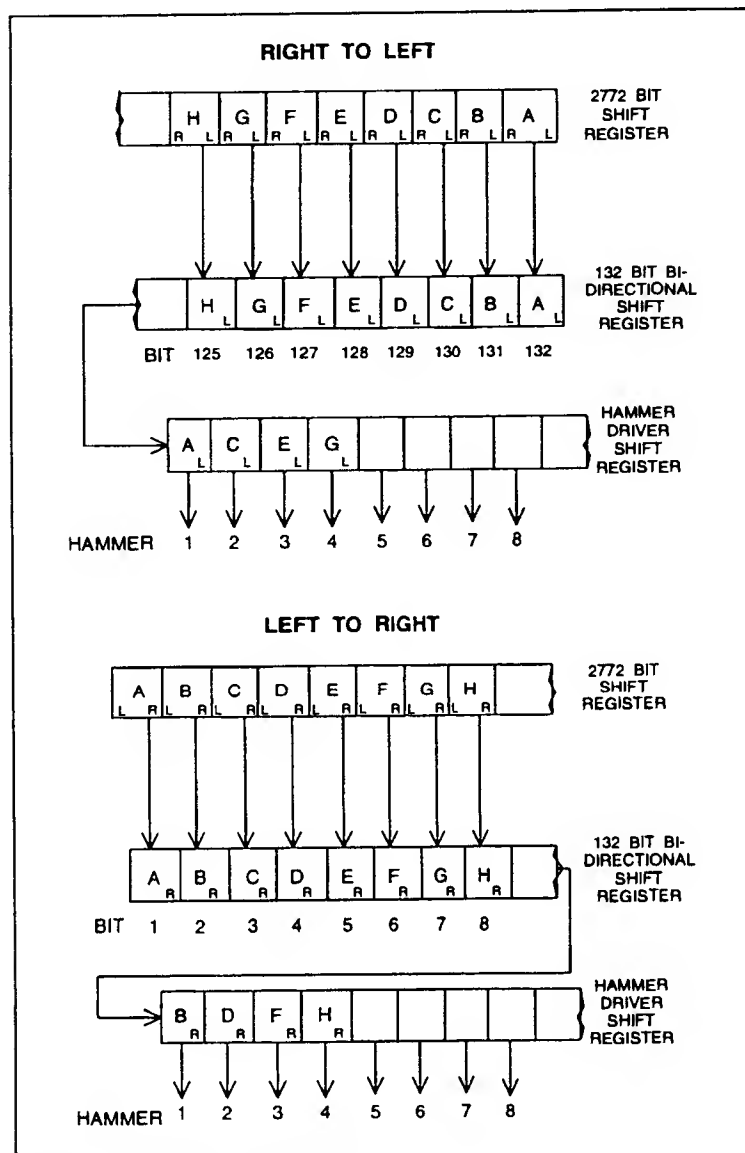 RIGHT TO LEFT
2772 BIT
SHIFT
REGISTER
H G F E D C B A
R L R L R L R L R L R L R L R L
132 BIT BI-
DIRECTIONAL
SHIFT
REGISTER
H G F E D C B A
L L L L L L L L
BIT 125 126 127 128 129 130 131 132
HAMMER
DRIVER
SHIFT
REGISTER
A C E G
L L L L
HAMMER 1 2 3 4 5 6 7 8
LEFT TO RIGHT
2772 BIT
SHIFT
REGISTER
A B C D E F G H
L R L R L R L R L R L R L R L R
132 BIT BI-
DIRECTIONAL
SHIFT
REGISTER
A B C D E F G H
R R R R R R R R
BIT 1 2 3 4 5 6 7 8
HAMMER
DRIVER
SHIFT
REGISTER
B D F H
R R R R
HAMMER 1 2 3 4 5 6 7 8